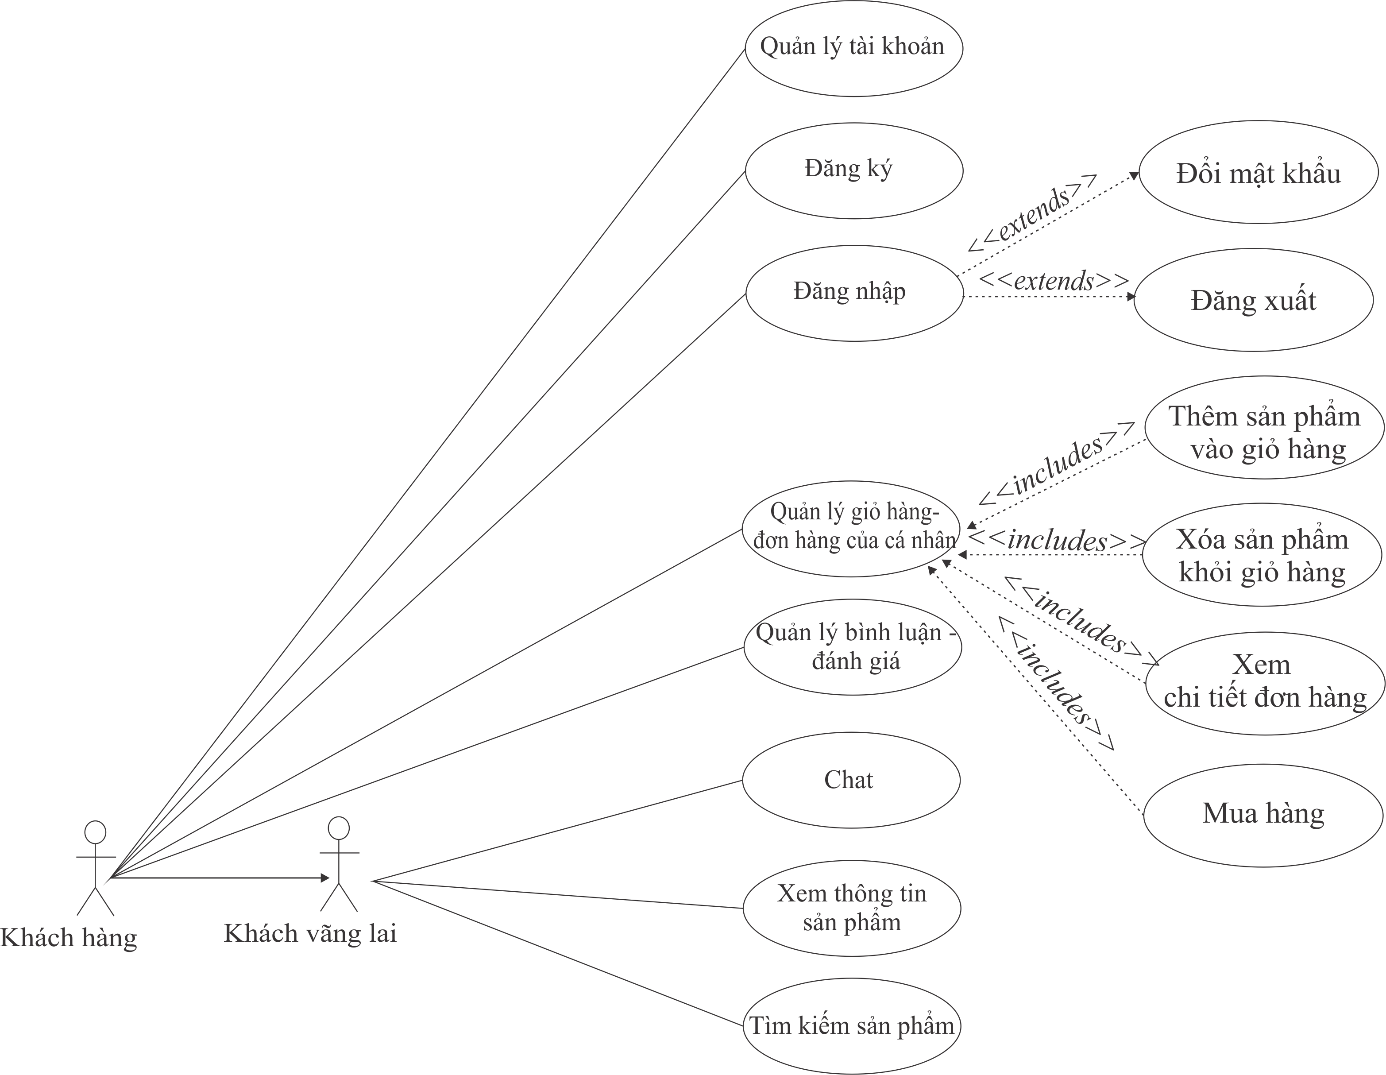 Quản lý tài khoản
Đăng ký
Đăng nhập
<<extends>>
Đổi mật khẩu
<<extends>>
Đăng xuất
Quản lý giỏ hàng-
đơn hàng của cá nhân
<<includes>>
Thêm sản phẩm
vào giỏ hàng
<<includes>>
Xóa sản phẩm
khỏi giỏ hàng
<<includes>>
Xem
chi tiết đơn hàng
<<includes>>
Mua hàng
Quản lý bình luận -
đánh giá
Chat
Xem thông tin
sản phẩm
Tìm kiếm sản phẩm
Khách hàng
Khách vãng lai